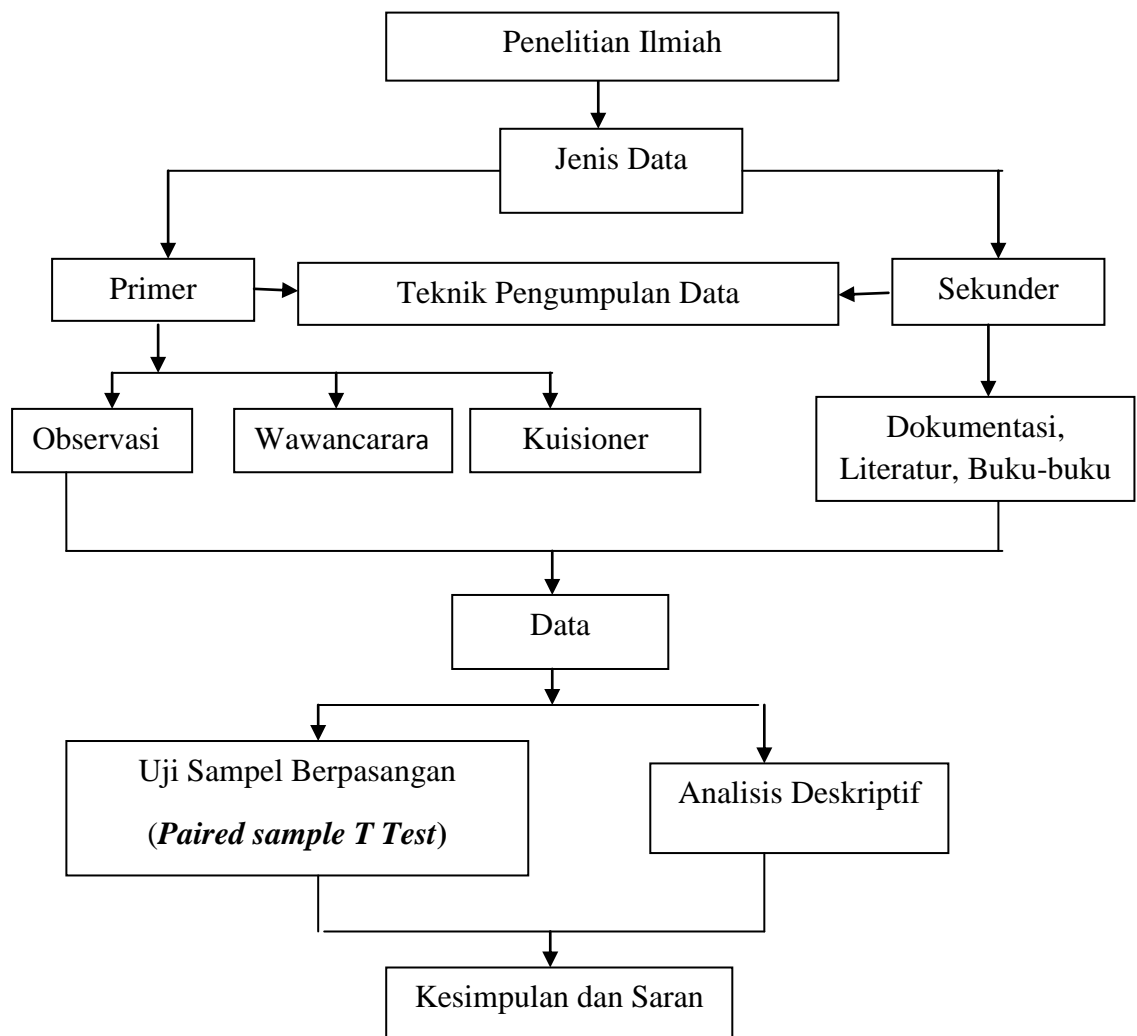 Penelitian Ilmiah
Jenis Data
Primer
Teknik Pengumpulan Data
Sekunder
Observasi
Wawancarara
Kuisioner
Dokumentasi,
Literatur, Buku-buku
Data
Uji Sampel Berpasangan
(Paired sample T Test)
Analisis Deskriptif
Kesimpulan dan Saran